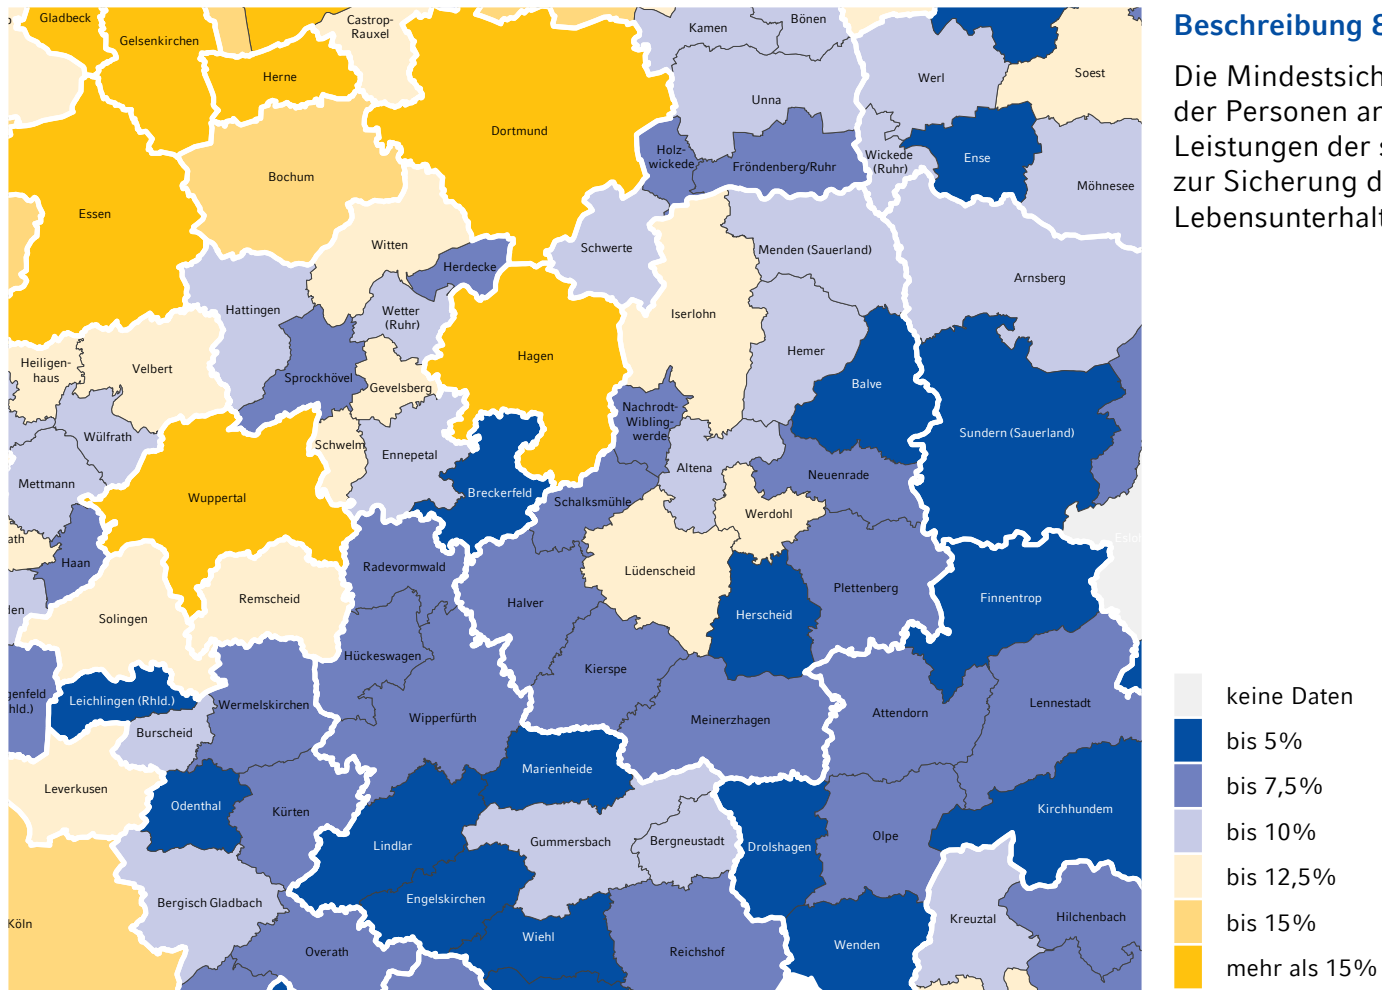 Beschreibung &
Die Mindestsich
der Personen an
Leistungen der s
zur Sicherung d
Lebensunterhalt
Gladbeck
Gelsenkirchen
Castrop-
Rauxel
Kamen
Bönen
Herne
Werl
Soest
Unna
Dortmund
Bochum
Holz-
wickede
Fröndenberg/Ruhr
Wickede
(Ruhr)
Ense
Möhnesee
Essen
Witten
Schwerte
Menden (Sauerland)
Herdecke
Arnsberg
Hattingen
Wetter
(Ruhr)
Iserlohn
Hemer
Hagen
Heiligen-
haus
Velbert
Sprockhövel
Gevelsberg
Balve
Nachrodt-
Wibling-
werde
Wülfrath
Schwelm
Ennepetal
Sundern (Sauerland)
Altena
Neuenrade
Mettmann
Wuppertal
Breckerfeld
Schalksmühle
Werdohl
ath
Eslo
Haan
Radevormwald
Lüdenscheid
Plettenberg
Finnentrop
Remscheid
Halver
Herscheid
den
Solingen
Hückeswagen
Kierspe
genfeld
hld.)
Leichlingen (Rhld.)
Wermelskirchen
Wipperfürth
Meinerzhagen
Attendorn
Lennestadt
Burscheid
Marienheide
Leverkusen
Odenthal
Kürten
Kirchhundem
Lindlar
Gummersbach
Bergneustadt
Drolshagen
Olpe
Bergisch Gladbach
Engelskirchen
Köln
Wiehl
Reichshof
Wenden
Kreuztal
Hilchenbach
Overath
keine Daten
bis 5%
bis 7,5%
bis 10%
bis 12,5%
bis 15%
mehr als 15%